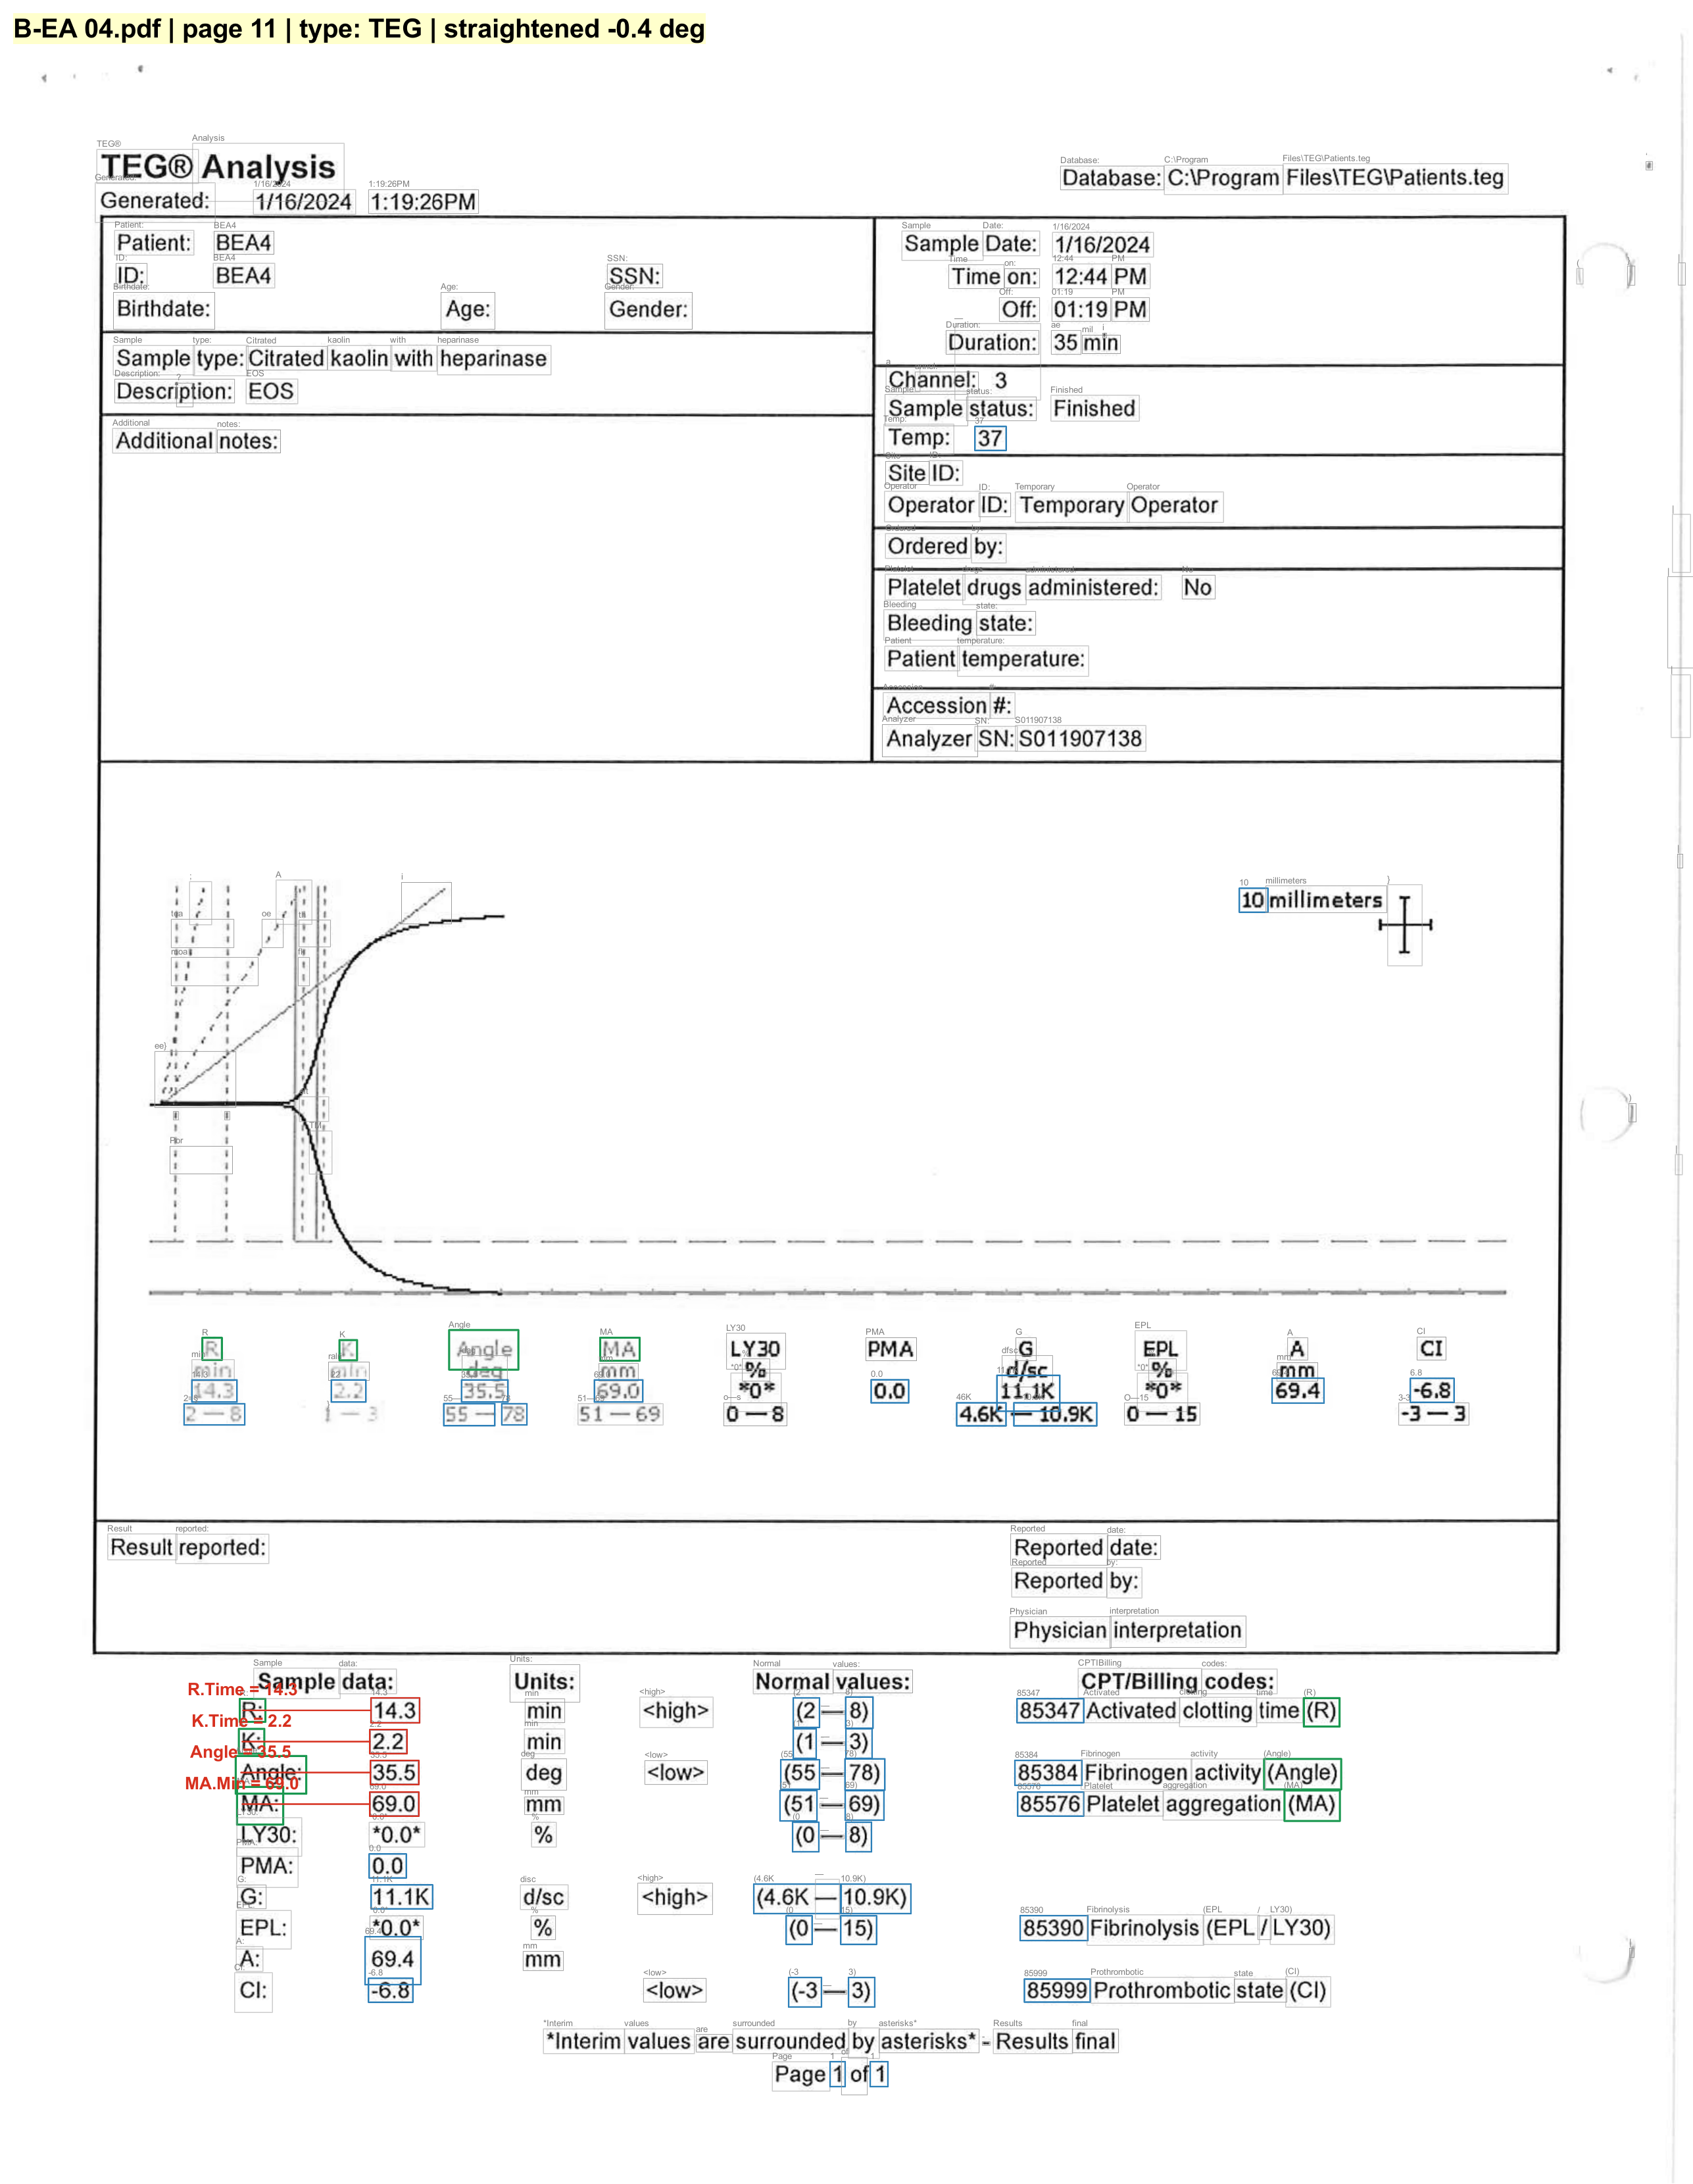 B-EA 04.pdf | page 11 | type: TEG | straightened -0.4 deg
TEG® Analysis
Generated: 1/16/2024 1:19:26PM
Database: C:\Program Files\TEG\Patients.teg
Patient: BEA4
ID: BEA4
SSN:
Birthdate:
Age:
Gender:
Sample type: Citrated kaolin with heparinase
Description: EOS
Additional notes:
Sample Date: 1/16/2024
Time on: 12:44 PM
Off: 01:19 PM
Duration: 35 min
Channel: 3
Sample status: Finished
Temp: 37
Site ID:
Operator ID: Temporary Operator
Ordered by:
Platelet drugs administered: No
Bleeding state:
Patient temperature:
Accession #:
Analyzer SN: S011907138
10 millimeters
R K Angle MA LY30 PMA G EPL A CI
min min deg mm % d/sc % mm
14.3 2.2 35.5 69.0 *0* 0.0 11.1K *0* 69.4 -6.8
2 — 8 1 — 3 55 — 78 51 — 69 0 — 8 4.6K — 10.9K 0 — 15 -3 — 3
Result reported:
Reported date:
Reported by:
Physician interpretation
Sample data: Units: Normal values: CPT/Billing codes:
R.Time = 14.3
R: 14.3 min <high> (2 — 8) 85347 Activated clotting time (R)
K.Time = 2.2
K: 2.2 min (1 — 3)
Angle = 35.5
Angle: 35.5 deg <low> (55 — 78) 85384 Fibrinogen activity (Angle)
MA.Min = 69.0
MA: 69.0 mm (51 — 69) 85576 Platelet aggregation (MA)
LY30: *0.0* % (0 — 8)
PMA: 0.0
G: 11.1K d/sc <high> (4.6K — 10.9K)
EPL: *0.0* % (0 — 15) 85390 Fibrinolysis (EPL / LY30)
A: 69.4 mm
CI: -6.8 <low> (-3 — 3) 85999 Prothrombotic state (CI)
*Interim values are surrounded by asterisks* - Results final
Page 1 of 1